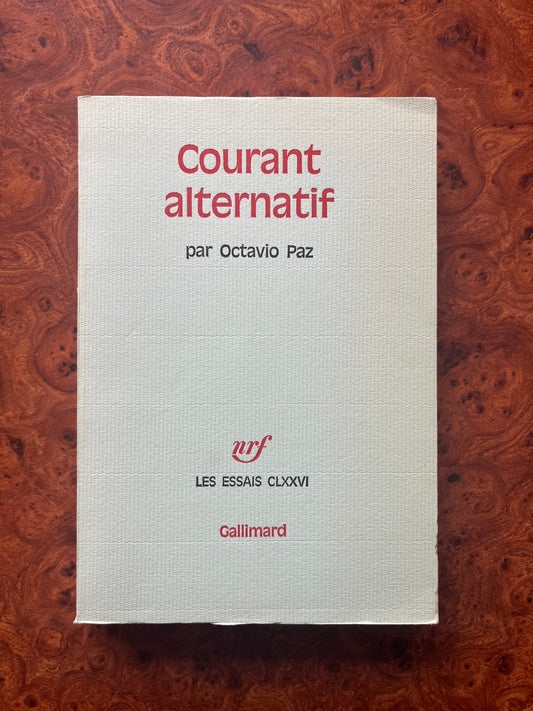 Courant
alternatif
par Octavio Paz
nrf
LES ESSAIS CLXXVI
Gallimard